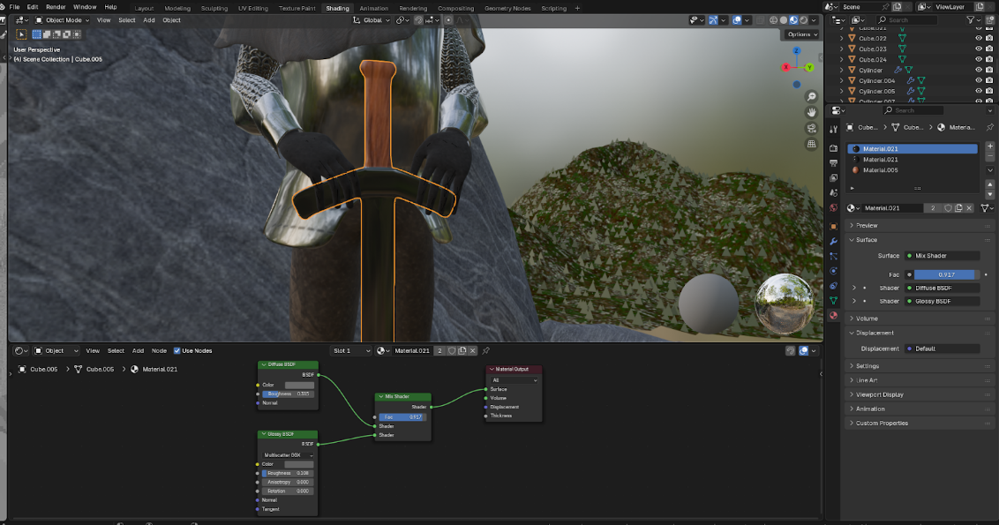 File Edit Render Window Help Layout Modeling Sculpting UV Editing Texture Paint Shading Animation Rendering Compositing Geometry Nodes Scripting + Scene ViewLayer
Object Mode View Select Add Object Global
Options
User Perspective
(4) Scene Collection | Cube.005
Z
X
Y
Search
Cube.021
Cube.022
Cube.023
Cube.024
Cylinder
Cylinder.004
Cylinder.005
Cylinder.007
Search
Cube... Cube... Materia...
Material.021
Material.021
Material.005
Material.021 2
Preview
Surface
Surface Mix Shader
Fac 0.917
Shader Diffuse BSDF
Shader Glossy BSDF
Volume
Displacement
Displacement Default
Settings
Line Art
Viewport Display
Animation
Custom Properties
Object View Select Add Node Use Nodes Slot 1 Material.021 2
Cube.005 Cube.005 Material.021
Diffuse BSDF
BSDF
Color
Roughness
Normal
Glossy BSDF
BSDF
Multiscatter GGX
Color
Roughness
Anisotropy 0.000
Rotation 0.000
Normal
Tangent
Mix Shader
Shader
Fac 0.917
Shader
Shader
Material Output
All
Surface
Volume
Displacement
Thickness